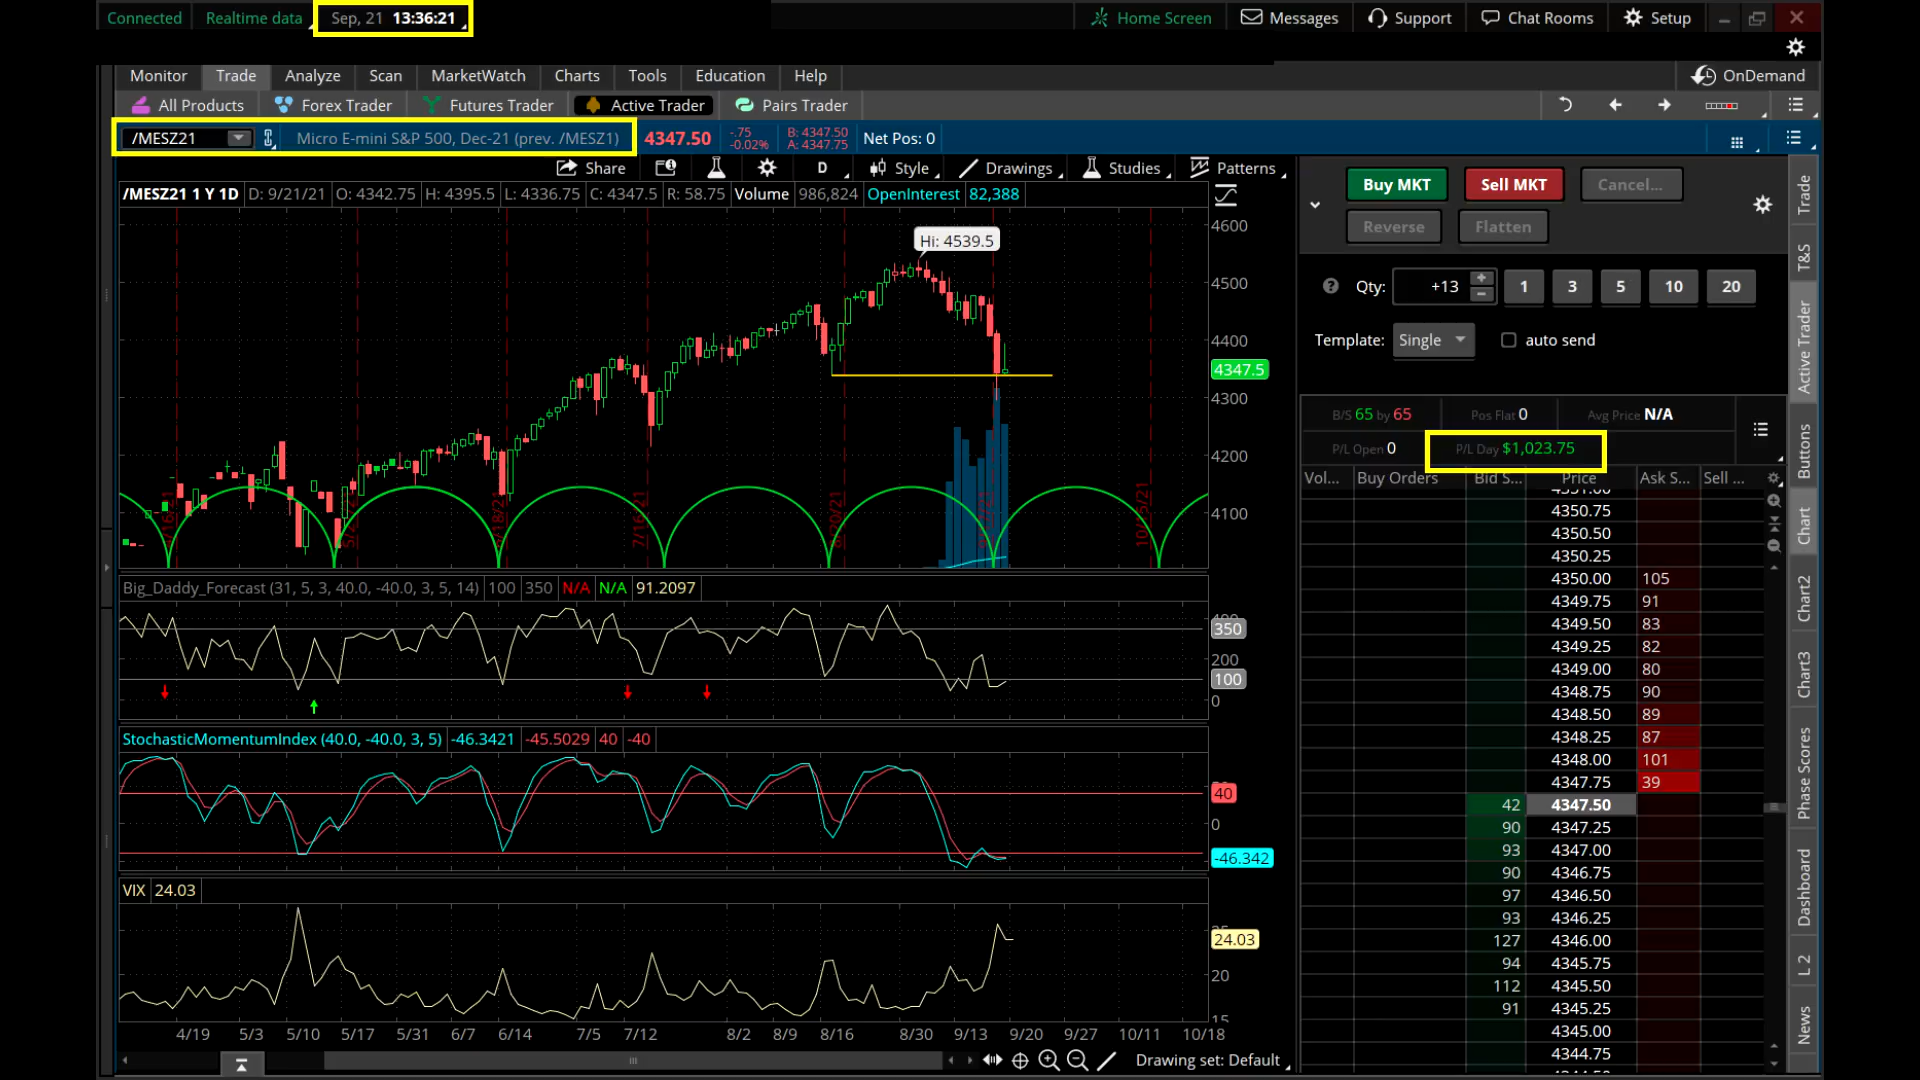 Connected Realtime data Sep, 21 13:36:21 Home Screen Messages Support Chat Rooms Setup
Monitor Trade Analyze Scan MarketWatch Charts Tools Education Help OnDemand
All Products Forex Trader Futures Trader Active Trader Pairs Trader
/MESZ21 Micro E-mini S&P 500, Dec-21 (prev. /MESZ1) 4347.50 -.75 -0.02% B: 4347.50 A: 4347.75 Net Pos: 0
Share D Style Drawings Studies Patterns
/MESZ21 1 Y 1D D: 9/21/21 O: 4342.75 H: 4395.5 L: 4336.75 C: 4347.5 R: 58.75 Volume 986,824 OpenInterest 82,388
Hi: 4539.5
4600
4500
4400
4347.5
4300
4200
4100
7/16/21
Big_Daddy_Forecast (31, 5, 3, 40.0, -40.0, 3, 5, 14) 100 350 N/A N/A 91.2097
350
200
100
0
StochasticMomentumIndex (40.0, -40.0, 3, 5) -46.3421 -45.5029 40 -40
40
0
-46.342
VIX 24.03
24.03
20
15
4/19 5/3 5/10 5/17 5/31 6/7 6/14 7/5 7/12 8/2 8/9 8/16 8/30 9/13 9/20 9/27 10/11 10/18
Drawing set: Default
Buy MKT Sell MKT Cancel...
Reverse Flatten
Qty: +13 1 3 5 10 20
Template: Single auto send
B/S 65 by 65 Pos Flat 0 Avg Price N/A
P/L Open 0 P/L Day $1,023.75
Vol... Buy Orders Bid S... Price Ask S... Sell ...
4350.75
4350.50
4350.25
4350.00 105
4349.75 91
4349.50 83
4349.25 82
4349.00 80
4348.75 90
4348.50 89
4348.25 87
4348.00 101
4347.75 39
42 4347.50
90 4347.25
93 4347.00
90 4346.75
97 4346.50
93 4346.25
127 4346.00
94 4345.75
112 4345.50
91 4345.25
4345.00
4344.75
Trade
T&S
Active Trader
Buttons
Chart
Chart2
Chart3
Phase Scores
Dashboard
L 2
News